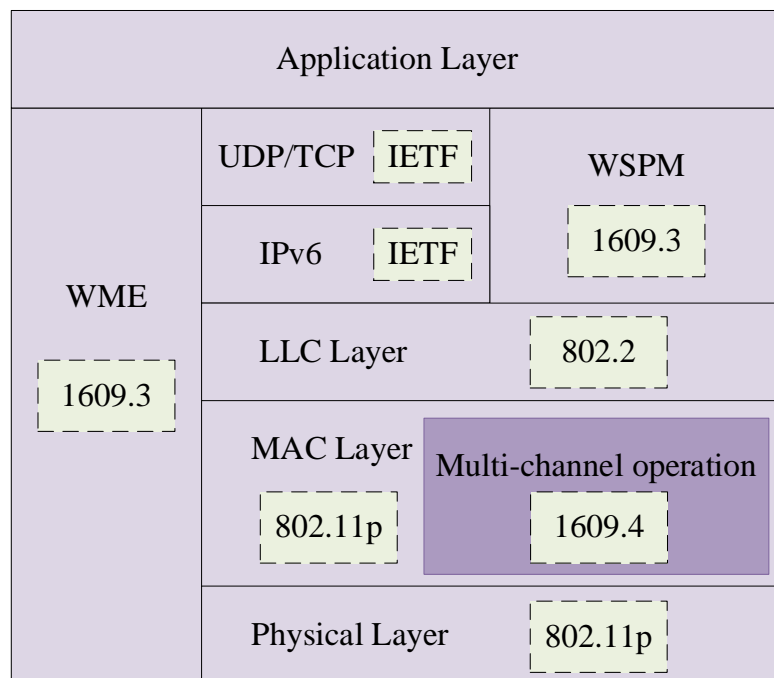 Application Layer
UDP/TCP IETF
WSPM
1609.3
IPv6 IETF
WME
1609.3
LLC Layer 802.2
MAC Layer
802.11p
Multi-channel operation
1609.4
Physical Layer 802.11p